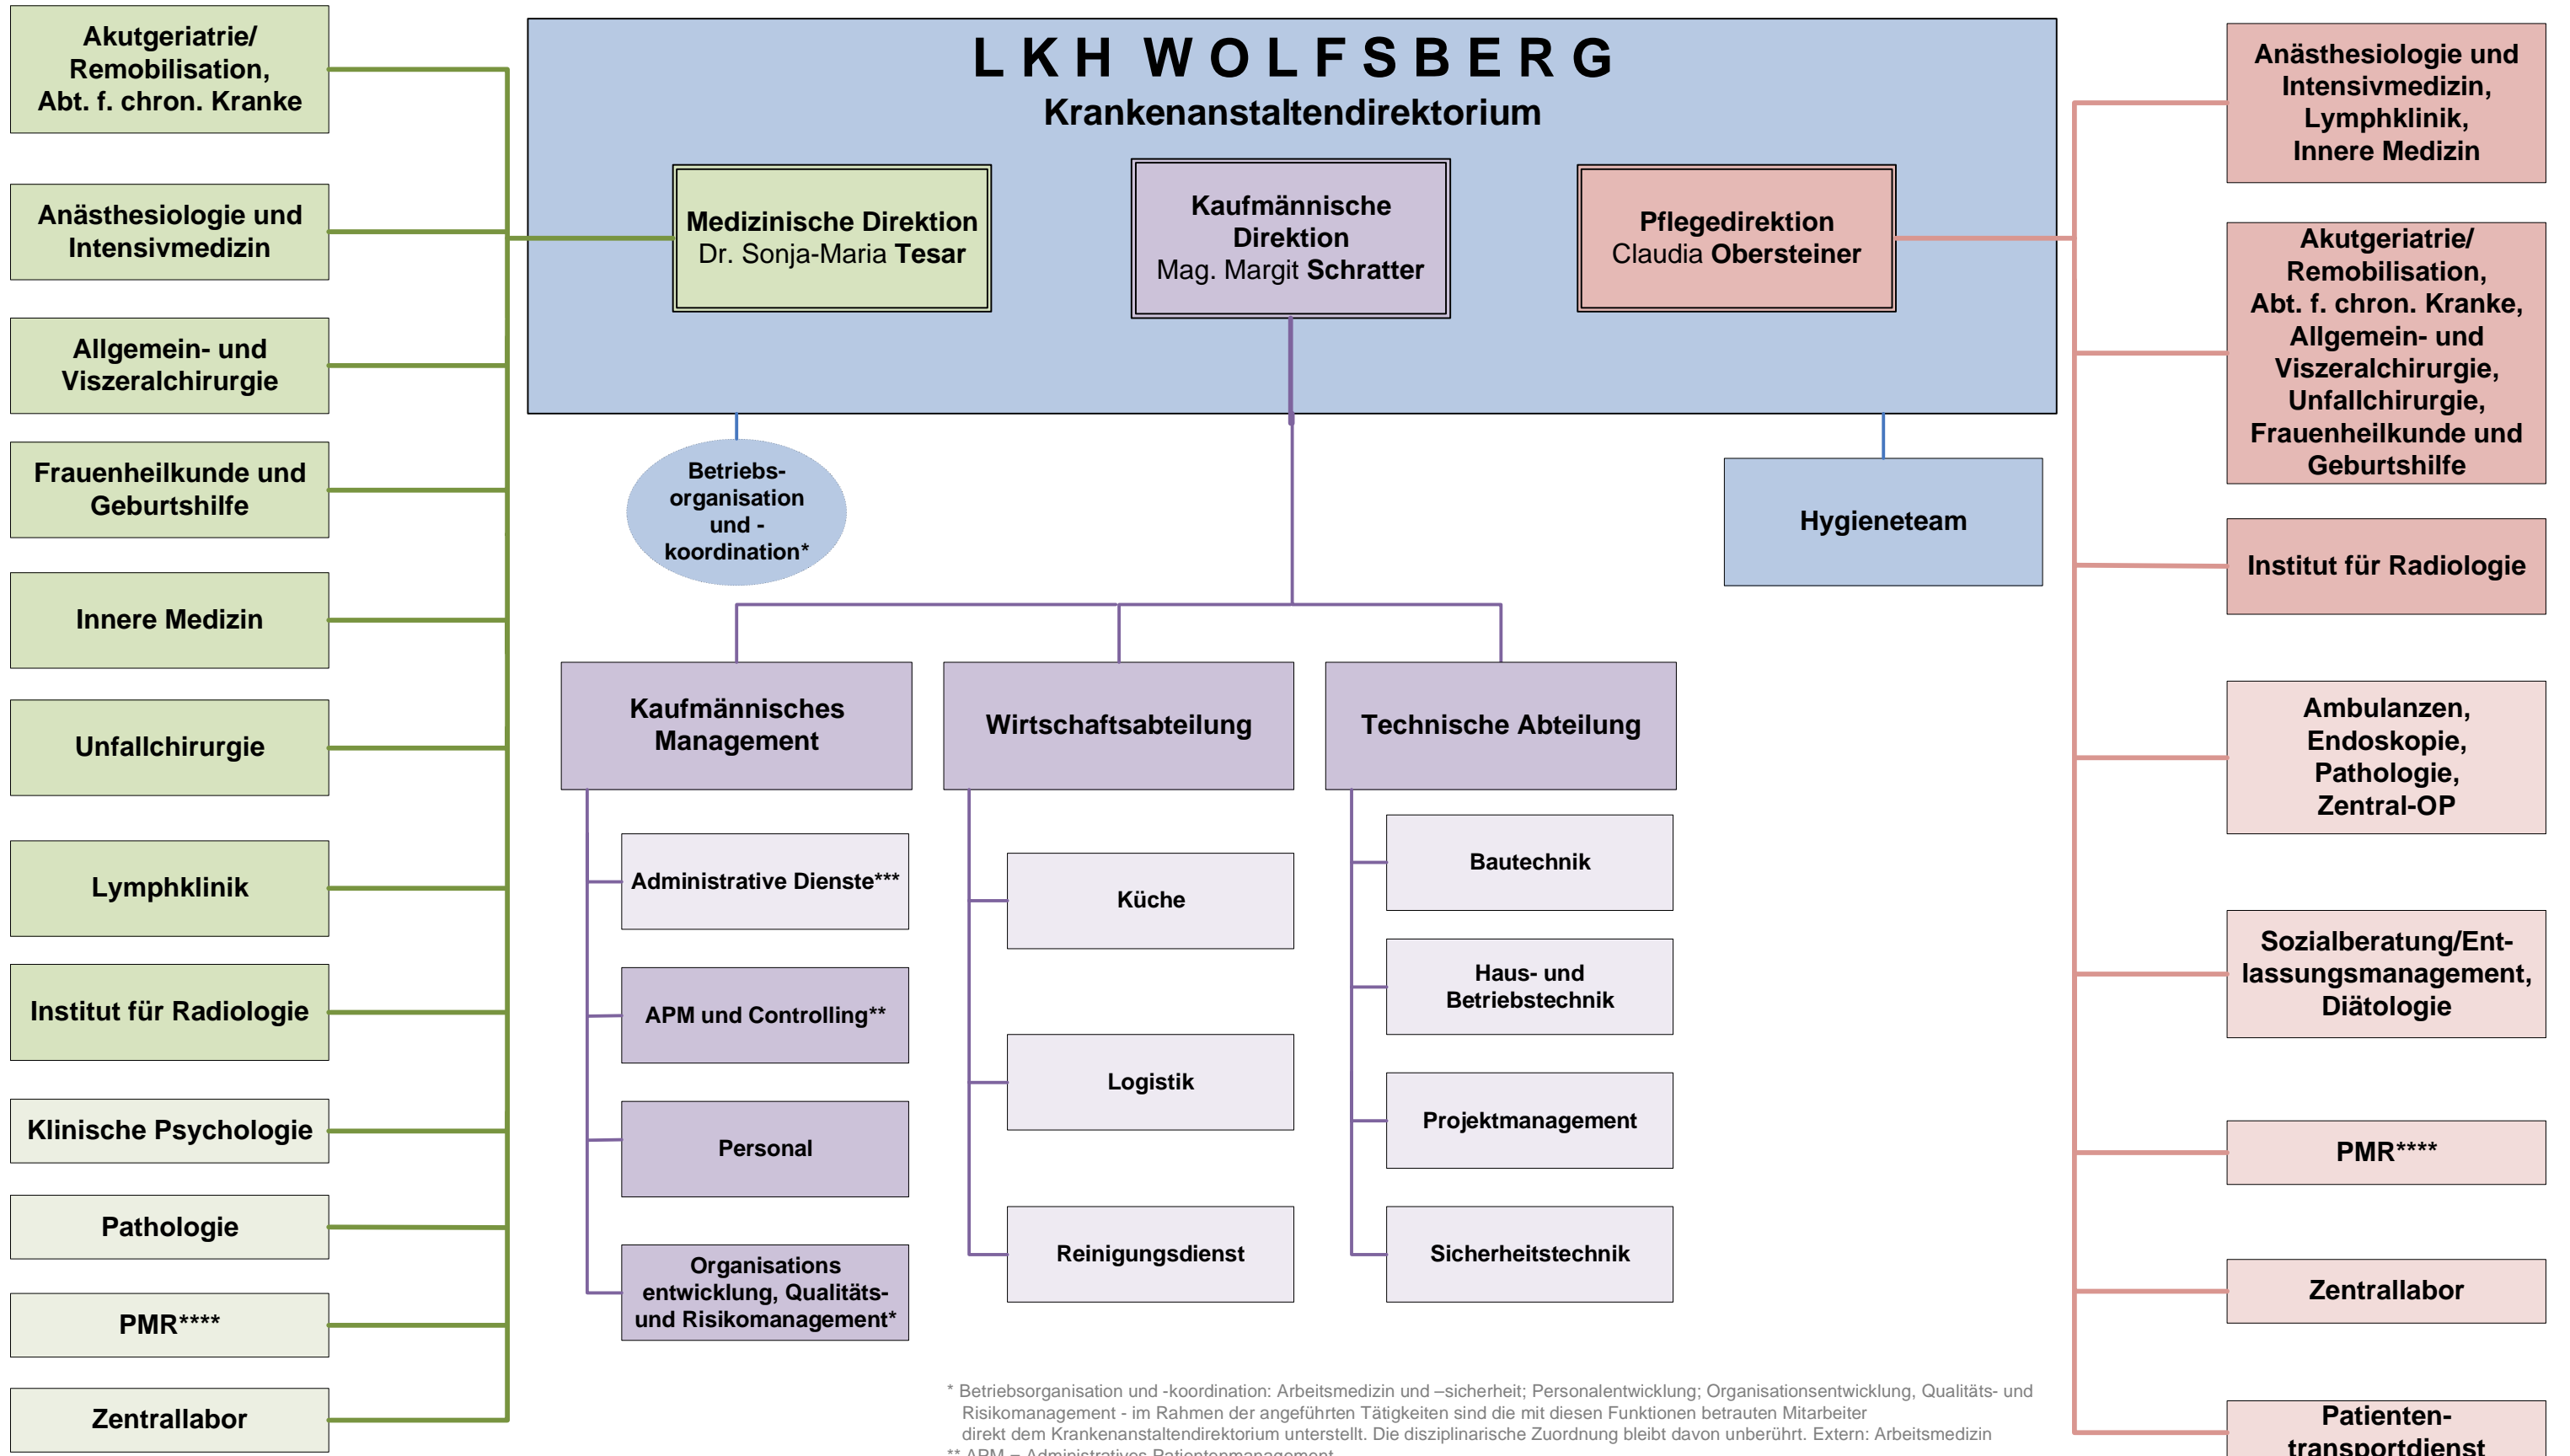 L K H W O L F S B E R G
Krankenanstaltendirektorium
Medizinische Direktion
Dr. Sonja-Maria Tesar
Kaufmännische
Direktion
Mag. Margit Schratter
Pflegedirektion
Claudia Obersteiner
Akutgeriatrie/
Remobilisation,
Abt. f. chron. Kranke
Anästhesiologie und
Intensivmedizin
Allgemein- und
Viszeralchirurgie
Frauenheilkunde und
Geburtshilfe
Innere Medizin
Unfallchirurgie
Lymphklinik
Institut für Radiologie
Klinische Psychologie
Pathologie
PMR****
Zentrallabor
Betriebs-
organisation
und -
koordination*
Hygieneteam
Kaufmännisches
Management
Administrative Dienste***
APM und Controlling**
Personal
Organisations
entwicklung, Qualitäts-
und Risikomanagement*
Wirtschaftsabteilung
Küche
Logistik
Reinigungsdienst
Technische Abteilung
Bautechnik
Haus- und
Betriebstechnik
Projektmanagement
Sicherheitstechnik
Anästhesiologie und
Intensivmedizin,
Lymphklinik,
Innere Medizin
Akutgeriatrie/
Remobilisation,
Abt. f. chron. Kranke,
Allgemein- und
Viszeralchirurgie,
Unfallchirurgie,
Frauenheilkunde und
Geburtshilfe
Institut für Radiologie
Ambulanzen,
Endoskopie,
Pathologie,
Zentral-OP
Sozialberatung/Ent-
lassungsmanagement,
Diätologie
PMR****
Zentrallabor
Patienten-
transportdienst
* Betriebsorganisation und -koordination: Arbeitsmedizin und –sicherheit; Personalentwicklung; Organisationsentwicklung, Qualitäts- und
Risikomanagement - im Rahmen der angeführten Tätigkeiten sind die mit diesen Funktionen betrauten Mitarbeiter
direkt dem Krankenanstaltendirektorium unterstellt. Die disziplinarische Zuordnung bleibt davon unberührt. Extern: Arbeitsmedizin
** APM = Administratives Patientenmanagement